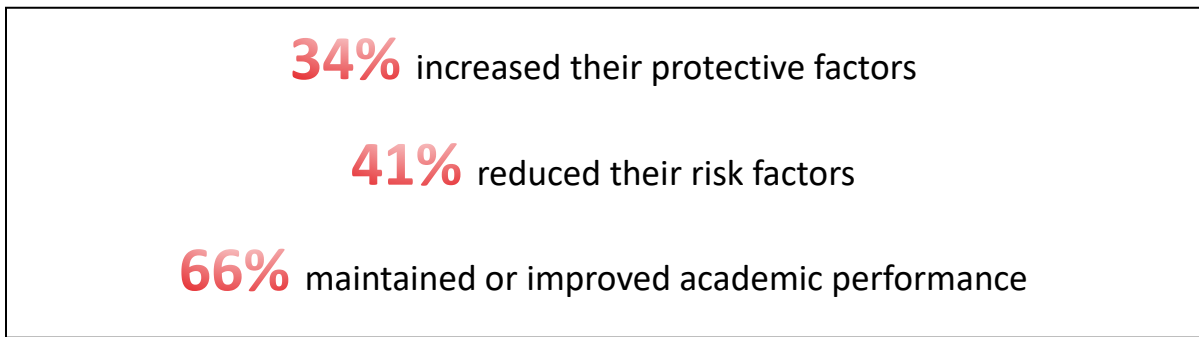 34% increased their protective factors
41% reduced their risk factors
66% maintained or improved academic performance